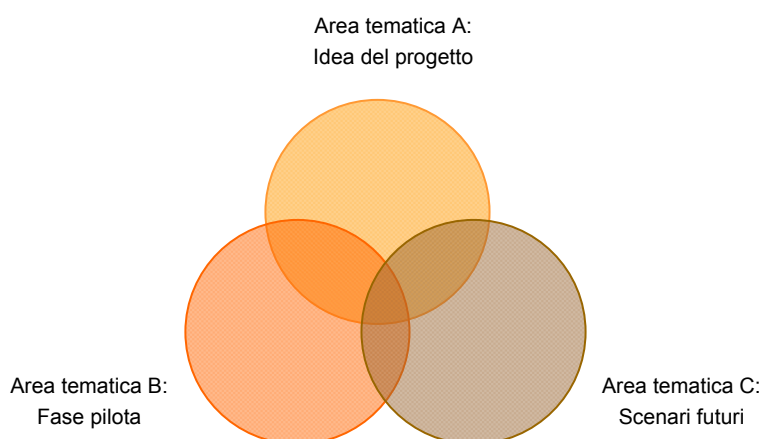 Area tematica A:
Idea del progetto
Area tematica B:
Fase pilota
Area tematica C:
Scenari futuri